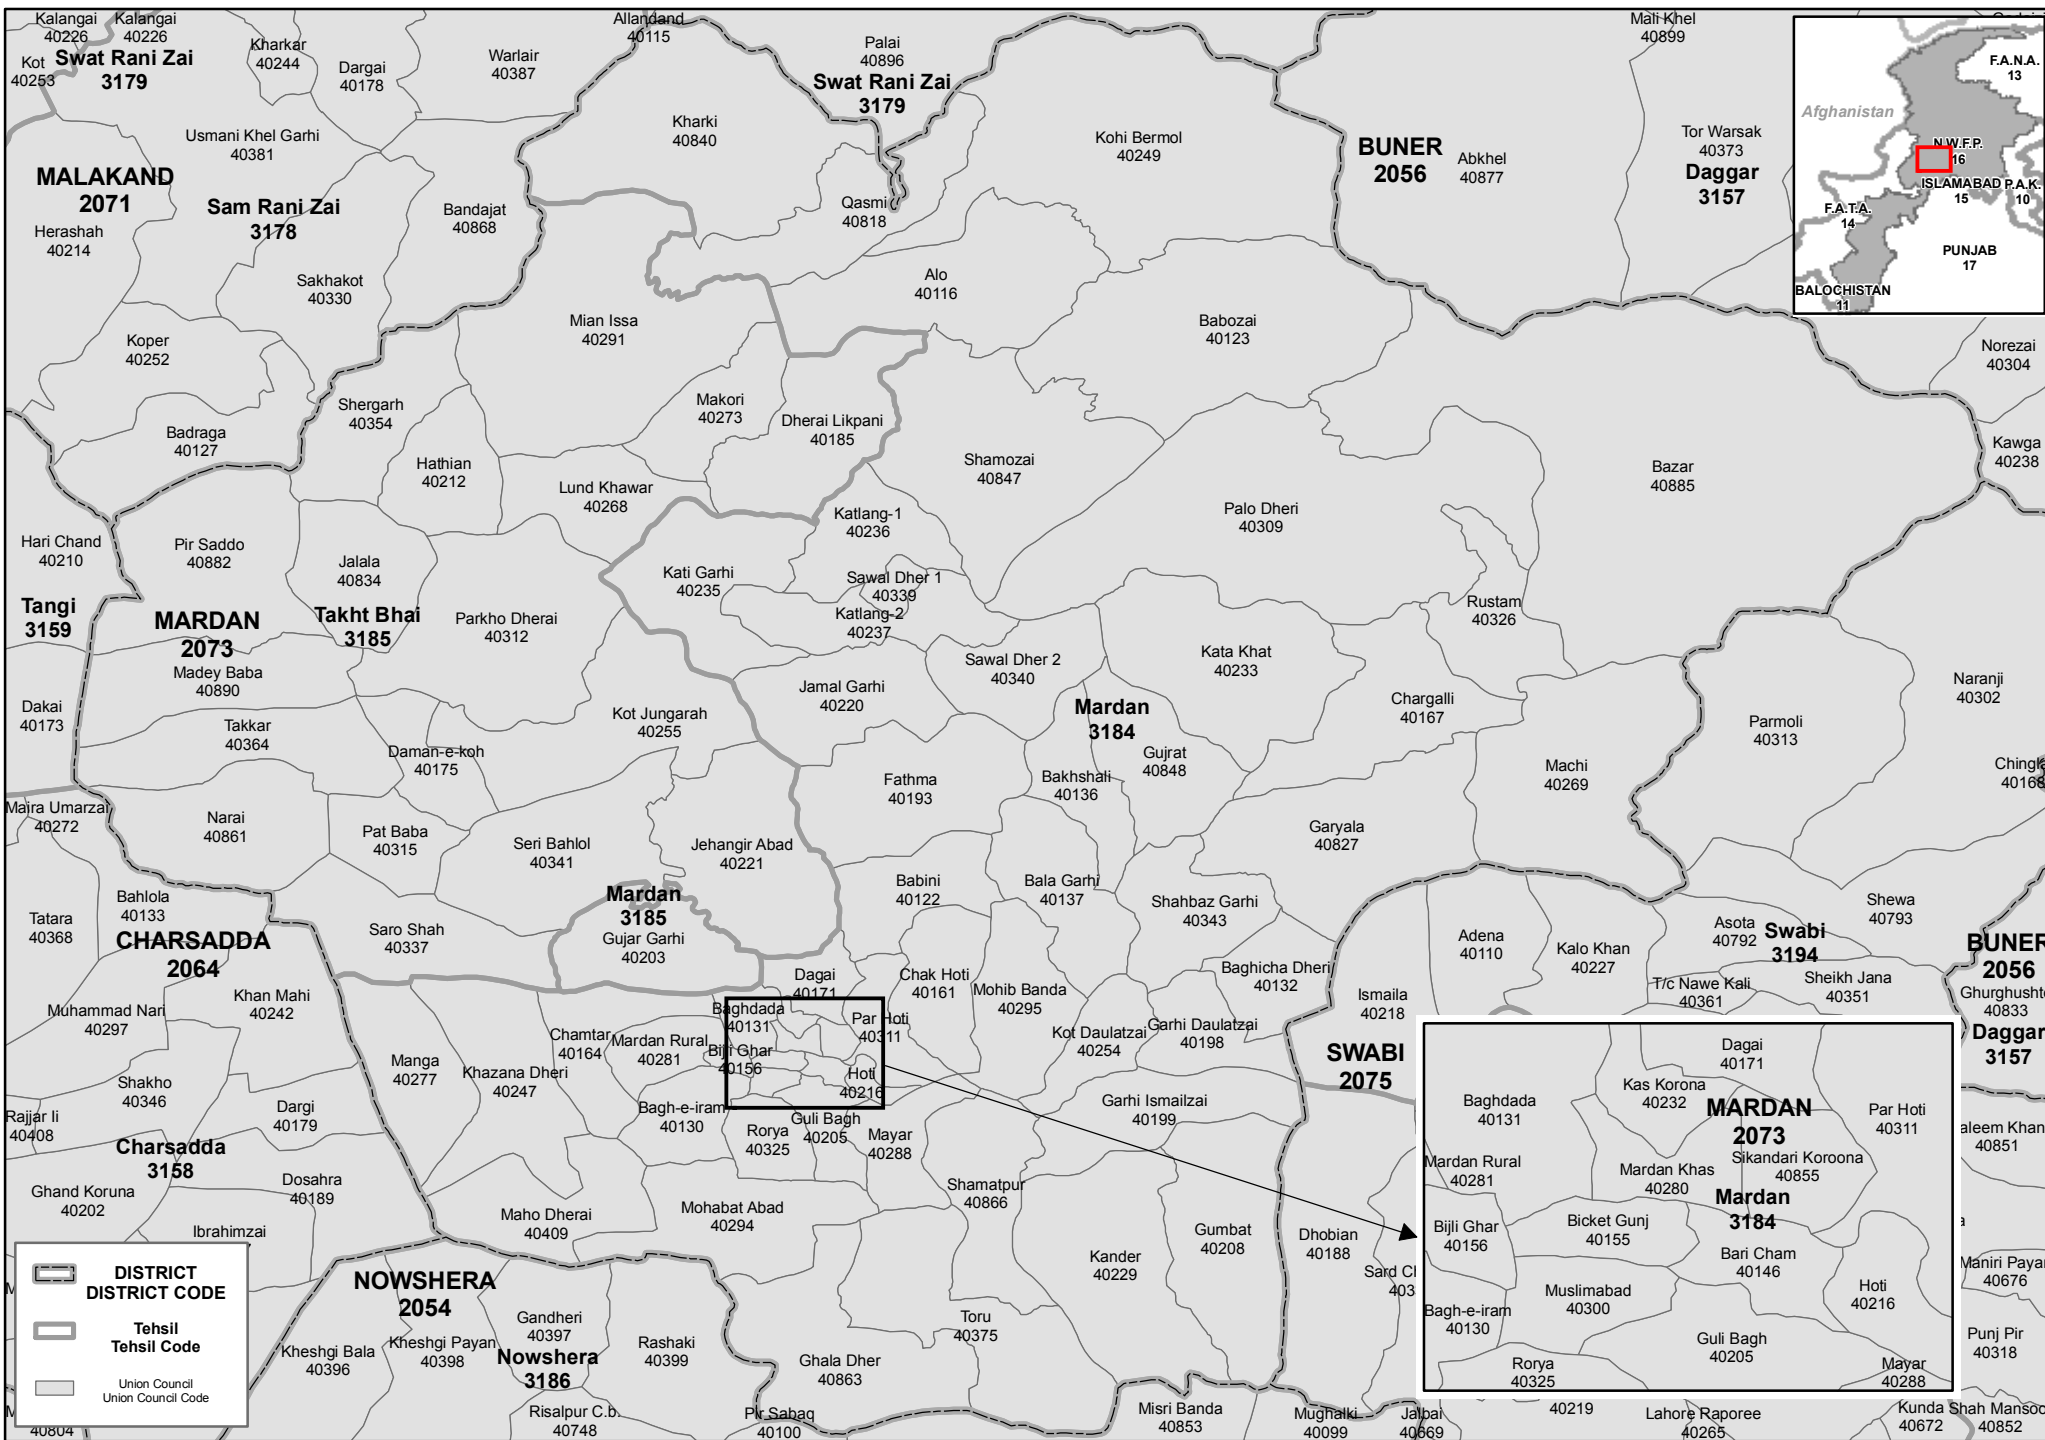 Kalangai
40226
Kalangai
40226
Kot
40253
Swat Rani Zai
3179
Kharkar
40244
Dargai
40178
Warlair
40387
Allandand
40115
Palai
40896
Swat Rani Zai
3179
Mali Khel
40899
Usmani Khel Garhi
40381
Kharki
40840
Kohi Bermol
40249
BUNER
2056
Abkhel
40877
Tor Warsak
40373
Daggar
3157
MALAKAND
2071
Herashah
40214
Sam Rani Zai
3178
Bandajat
40868
Qasmi
40818
Sakhakot
40330
Alo
40116
Mian Issa
40291
Babozai
40123
Koper
40252
Norezai
40304
Shergarh
40354
Makori
40273
Dherai Likpani
40185
Badraga
40127
Hathian
40212
Lund Khawar
40268
Shamozai
40847
Bazar
40885
Kawga
40238
Katlang-1
40236
Palo Dheri
40309
Hari Chand
40210
Pir Saddo
40882
Jalala
40834
Kati Garhi
40235
Sawal Dher 1
40339
Katlang-2
40237
Rustam
40326
Tangi
3159
MARDAN
2073
Takht Bhai
3185
Parkho Dherai
40312
Madey Baba
40890
Sawal Dher 2
40340
Kata Khat
40233
Jamal Garhi
40220
Chargalli
40167
Naranji
40302
Dakai
40173
Takkar
40364
Kot Jungarah
40255
Mardan
3184
Parmoli
40313
Daman-e-koh
40175
Gujrat
40848
Fathma
40193
Bakhshali
40136
Machi
40269
Maira Umarzai
40272
Narai
40861
Pat Baba
40315
Seri Bahlol
40341
Jehangir Abad
40221
Garyala
40827
Bahlola
40133
Mardan
3185
Gujar Garhi
40203
Babini
40122
Bala Garhi
40137
Shahbaz Garhi
40343
Shewa
40793
Tatara
40368
CHARSADDA
2064
Saro Shah
40337
Adena
40110
Kalo Khan
40227
Asota
40792
Swabi
3194
BUNER
2056
Dagai
40171
Chak Hoti
40161
Mohib Banda
40295
Baghicha Dheri
40132
T/c Nawe Kali
40361
Sheikh Jana
40351
Muhammad Nari
40297
Khan Mahi
40242
Baghdada
40131
Par Hoti
40311
Ismaila
40218
40833
Daggar
3157
Manga
40277
Khazana Dheri
40247
Chamtar
40164
Mardan Rural
40281
Bijli Ghar
40156
Hoti
40216
Kot Daulatzai
40254
Garhi Daulatzai
40198
SWABI
2075
Shakho
40346
Rajjar Ii
40408
Dargi
40179
Bagh-e-iram
40130
Rorya
40325
Guli Bagh
40205
Mayar
40288
Garhi Ismailzai
40199
40851
Charsadda
3158
Ghand Koruna
40202
Dosahra
40189
Ibrahimzai
Maho Dherai
40409
Mohabat Abad
40294
Shamatpur
40866
Kander
40229
Gumbat
40208
Dhobian
40188
NOWSHERA
2054
Kheshgi Bala
40396
Kheshgi Payan
40398
Gandheri
40397
Nowshera
3186
Rashaki
40399
Toru
40375
Ghala Dher
40863
40676
Punj Pir
40318
40804
Risalpur C.b.
40748
Pir Sabaq
40100
Misri Banda
40853
Mughalki
40099
Jalbai
40669
40219
Lahore Raporee
40265
Kunda
40672
40852
Afghanistan
F.A.N.A.
13
N.W.F.P.
16
ISLAMABAD
15
P.A.K.
10
F.A.T.A.
14
PUNJAB
17
BALOCHISTAN
11
Dagai
40171
Kas Korona
40232
Baghdada
40131
MARDAN
2073
Par Hoti
40311
Mardan Rural
40281
Mardan Khas
40280
Sikandari Koroona
40855
Mardan
3184
Bijli Ghar
40156
Bicket Gunj
40155
Bari Cham
40146
Muslimabad
40300
Hoti
40216
Bagh-e-iram
40130
Guli Bagh
40205
Rorya
40325
Mayar
40288
DISTRICT
DISTRICT CODE
Tehsil
Tehsil Code
Union Council
Union Council Code